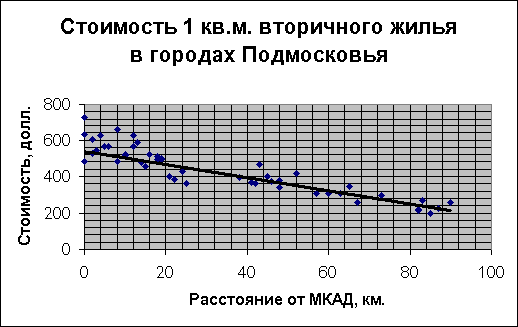 Стоимость 1 кв.м. вторичного жилья
в городах Подмосковья
Стоимость, долл.
800
600
400
200
0
0 20 40 60 80 100
Расстояние от МКАД, км.